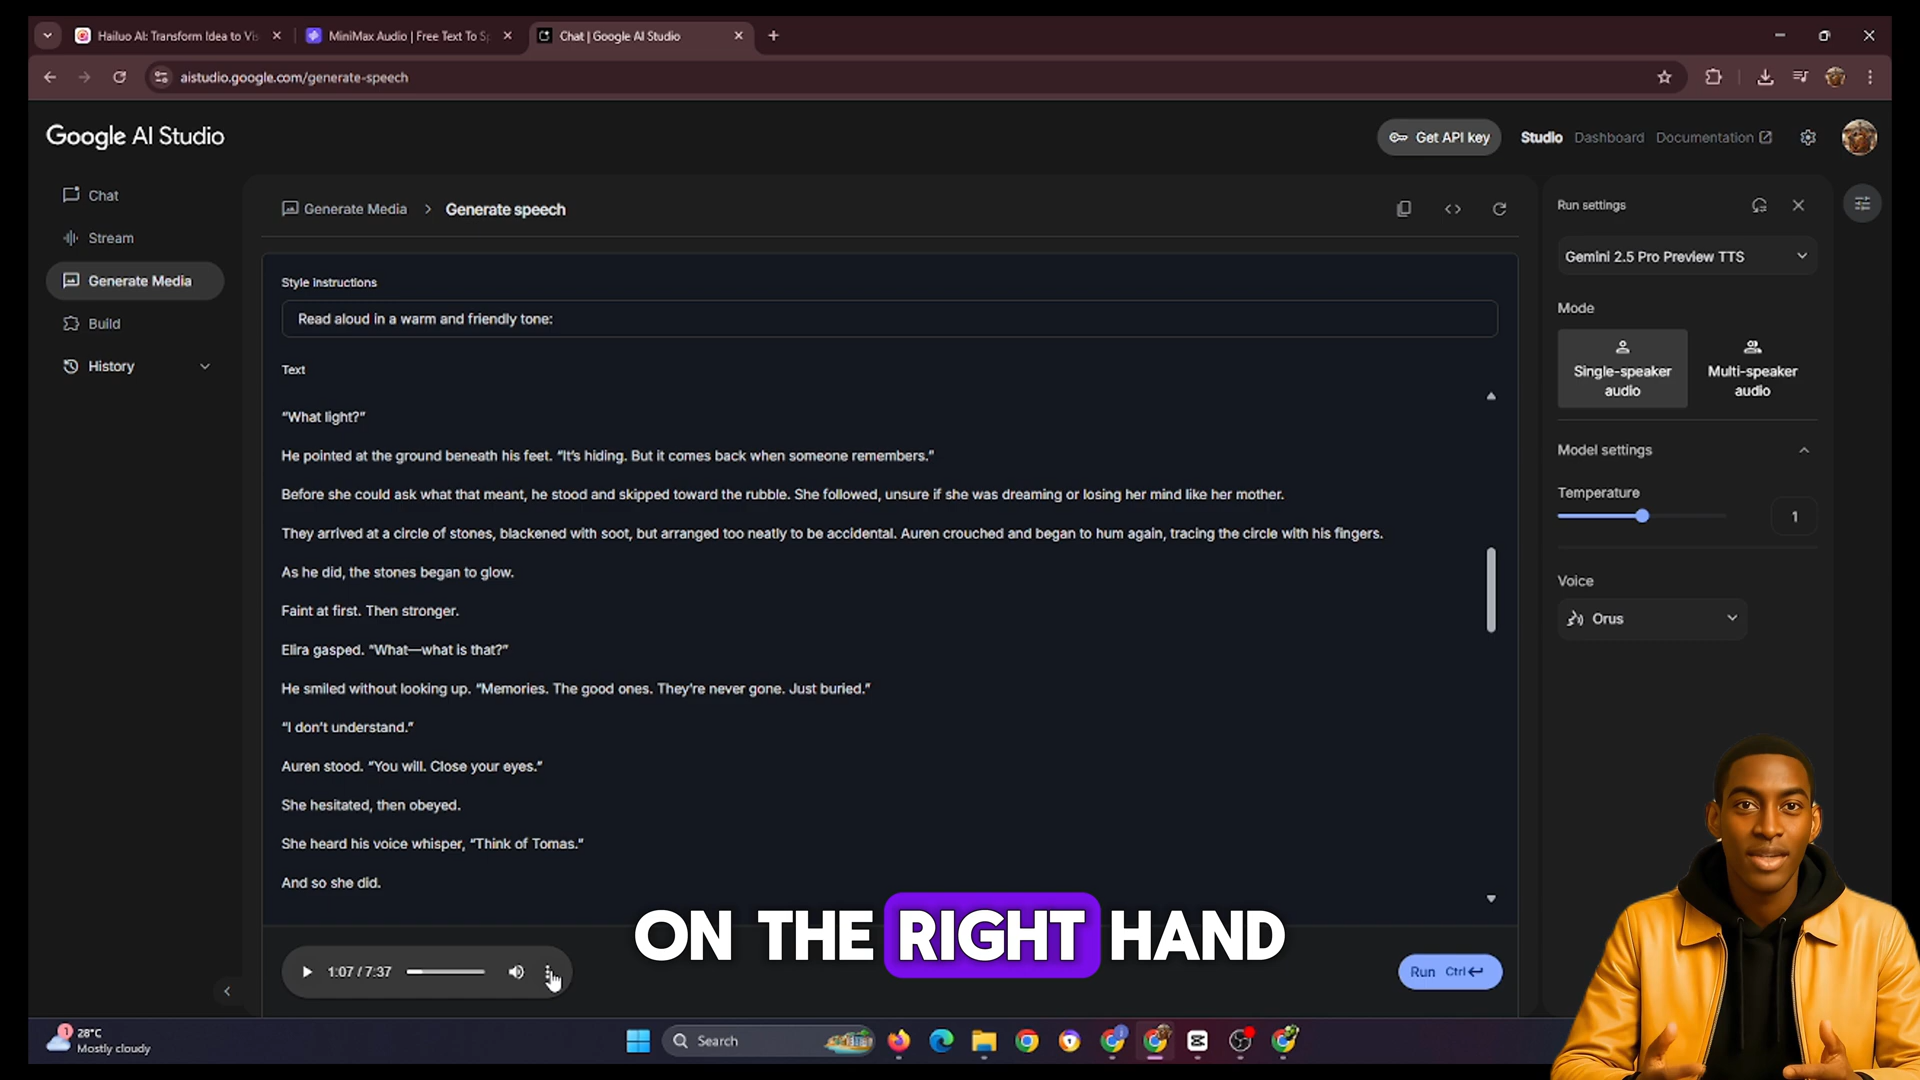 Hailuo AI: Transform Idea to Vis
MiniMax Audio | Free Text To Sp
Chat | Google AI Studio
aistudio.google.com/generate-speech
Google AI Studio
Get API key
Studio
Dashboard
Documentation
Chat
Stream
Generate Media
Build
History
Generate Media > Generate speech
Style instructions
Read aloud in a warm and friendly tone:
Text
“What light?”
He pointed at the ground beneath his feet. “It’s hiding. But it comes back when someone remembers.”
Before she could ask what that meant, he stood and skipped toward the rubble. She followed, unsure if she was dreaming or losing her mind like her mother.
They arrived at a circle of stones, blackened with soot, but arranged too neatly to be accidental. Auren crouched and began to hum again, tracing the circle with his fingers.
As he did, the stones began to glow.
Faint at first. Then stronger.
Elira gasped. “What—what is that?”
He smiled without looking up. “Memories. The good ones. They’re never gone. Just buried.”
“I don’t understand.”
Auren stood. “You will. Close your eyes.”
She hesitated, then obeyed.
She heard his voice whisper, “Think of Tomas.”
And so she did.
Run settings
Gemini 2.5 Pro Preview TTS
Mode
Single-speaker audio
Multi-speaker audio
Model settings
Temperature
1
Voice
Orus
ON THE RIGHT HAND
1:07 / 7:37
Run Ctrl
1
28°C
Mostly cloudy
Search